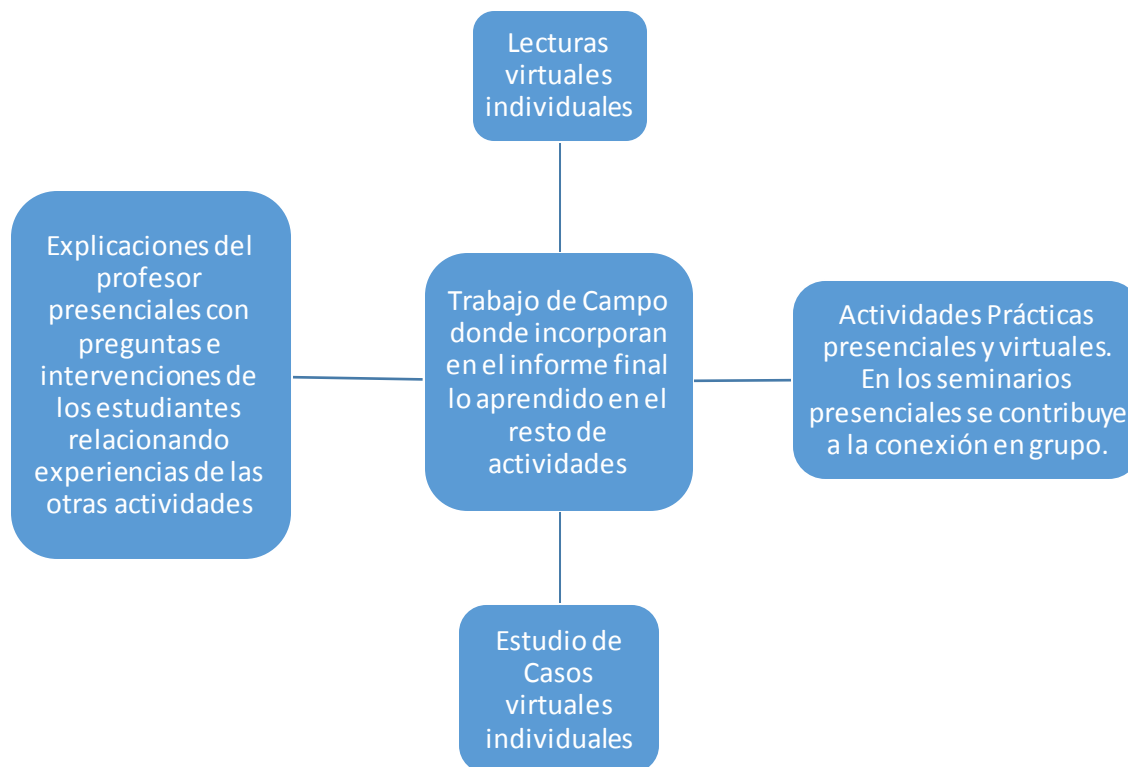 Lecturas
virtuales
individuales
Explicaciones del
profesor
presenciales con
preguntas e
intervenciones de
los estudiantes
relacionando
experiencias de las
otras actividades
Trabajo de Campo
donde incorporan
en el informe final
lo aprendido en el
resto de
actividades
Actividades Prácticas
presenciales y virtuales.
En los seminarios
presenciales se contribuye
a la conexión en grupo.
Estudio de
Casos
virtuales
individuales